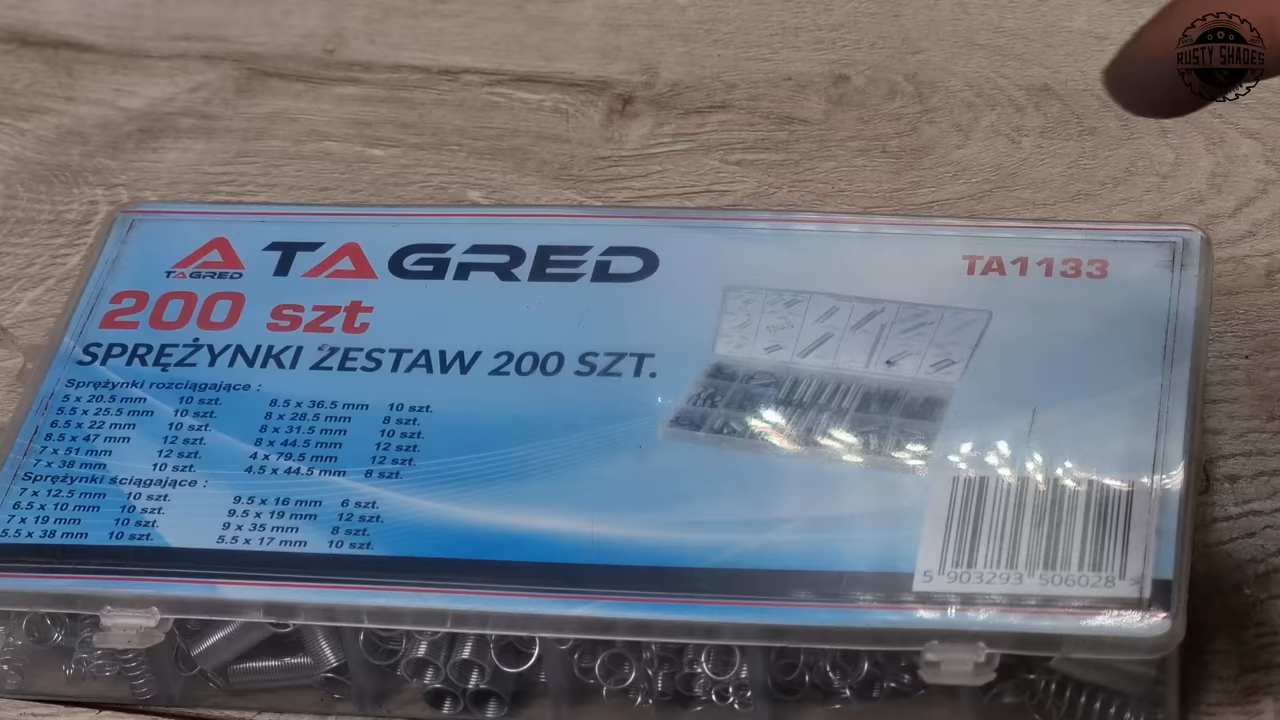 RUSTY SHADES
TAGRED
TAGRED
TA1133
200 szt
SPRĘŻYNKI ZESTAW 200 SZT.
Sprężynki rozciągające :
5 x 20.5 mm 10 szt.
5.5 x 25.5 mm 10 szt.
6.5 x 22 mm 10 szt.
8.5 x 47 mm 12 szt.
7 x 51 mm 12 szt.
7 x 38 mm 10 szt.
8.5 x 36.5 mm 10 szt.
8 x 28.5 mm 8 szt.
8 x 31.5 mm 10 szt.
8 x 44.5 mm 12 szt.
4 x 79.5 mm 12 szt.
4.5 x 44.5 mm 8 szt.
Sprężynki ściągające :
7 x 12.5 mm 10 szt.
6.5 x 10 mm 10 szt.
7 x 19 mm 10 szt.
5.5 x 38 mm 10 szt.
9.5 x 16 mm 6 szt.
9.5 x 19 mm 12 szt.
9 x 35 mm 8 szt.
5.5 x 17 mm 10 szt.
5 903293 506028 >